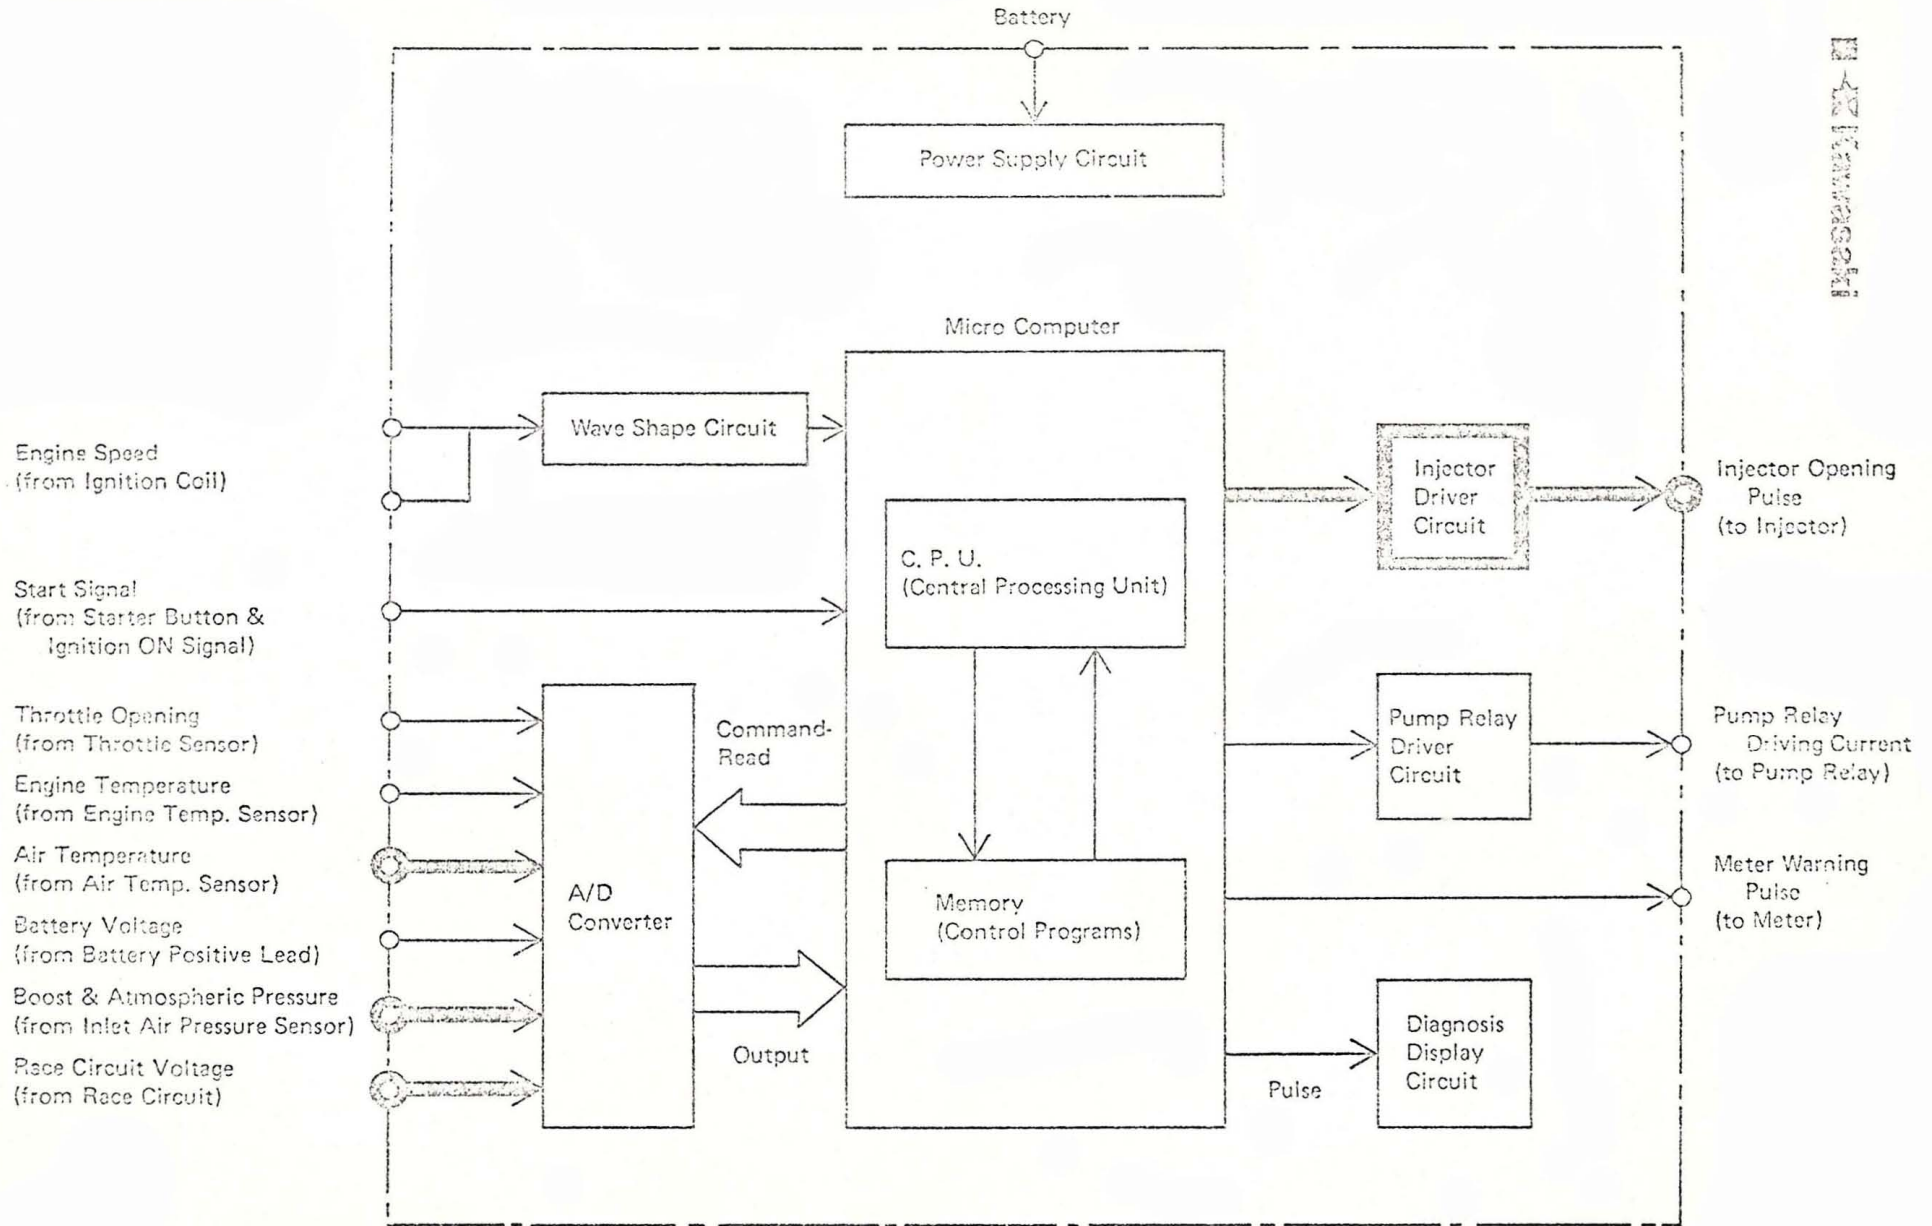 Battery
Power Supply Circuit
Kawasaki
Micro Computer
Wave Shape Circuit
Engine Speed
(from Ignition Coil)
Injector
Driver
Circuit
Injector Opening
Pulse
(to Injector)
C. P. U.
(Central Processing Unit)
Start Signal
(from Starter Button &
Ignition ON Signal)
Throttle Opening
(from Throttle Sensor)
Engine Temperature
(from Engine Temp. Sensor)
Air Temperature
(from Air Temp. Sensor)
Battery Voltage
(from Battery Positive Lead)
Boost & Atmospheric Pressure
(from Inlet Air Pressure Sensor)
Race Circuit Voltage
(from Race Circuit)
Command-
Read
A/D
Converter
Output
Memory
(Control Programs)
Pump Relay
Driver
Circuit
Pump Relay
Driving Current
(to Pump Relay)
Meter Warning
Pulse
(to Meter)
Pulse
Diagnosis
Display
Circuit